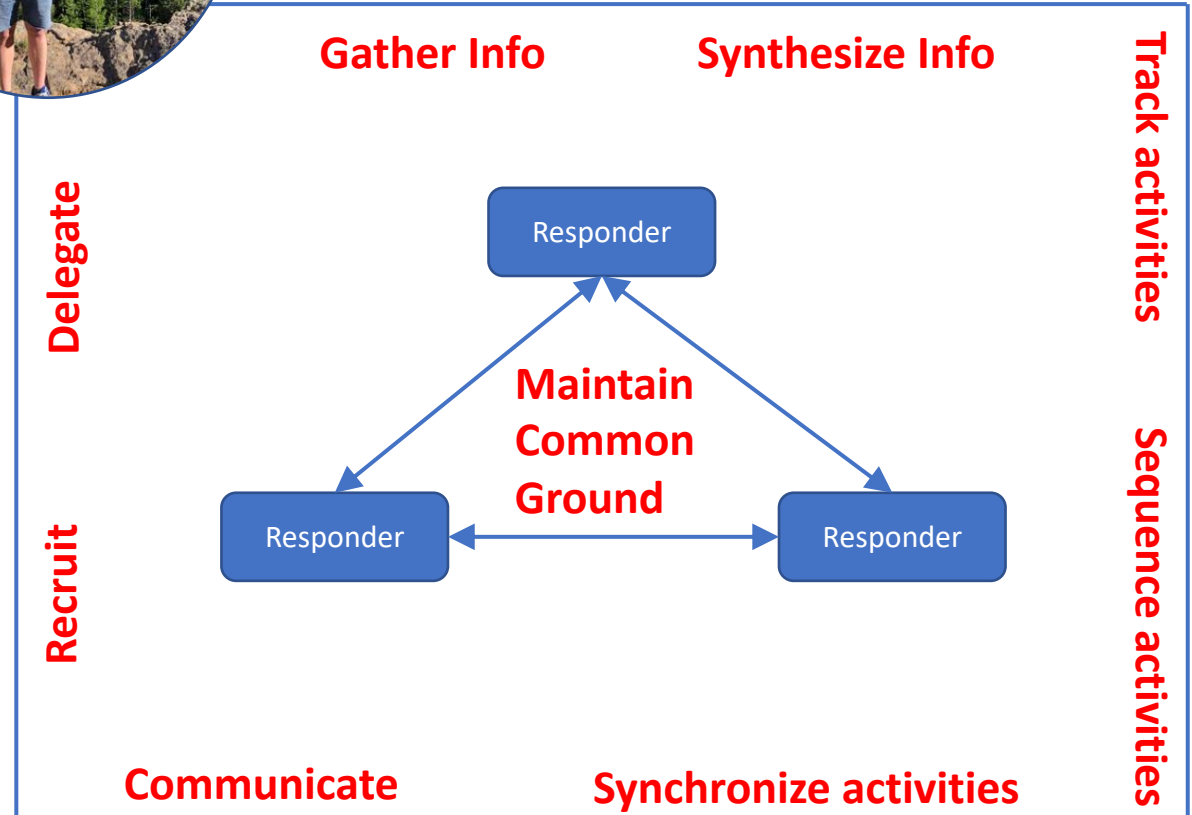 Gather Info
Synthesize Info
Track activities
Delegate
Responder
Maintain
Common
Ground
Responder
Responder
Recruit
Sequence activities
Communicate
Synchronize activities